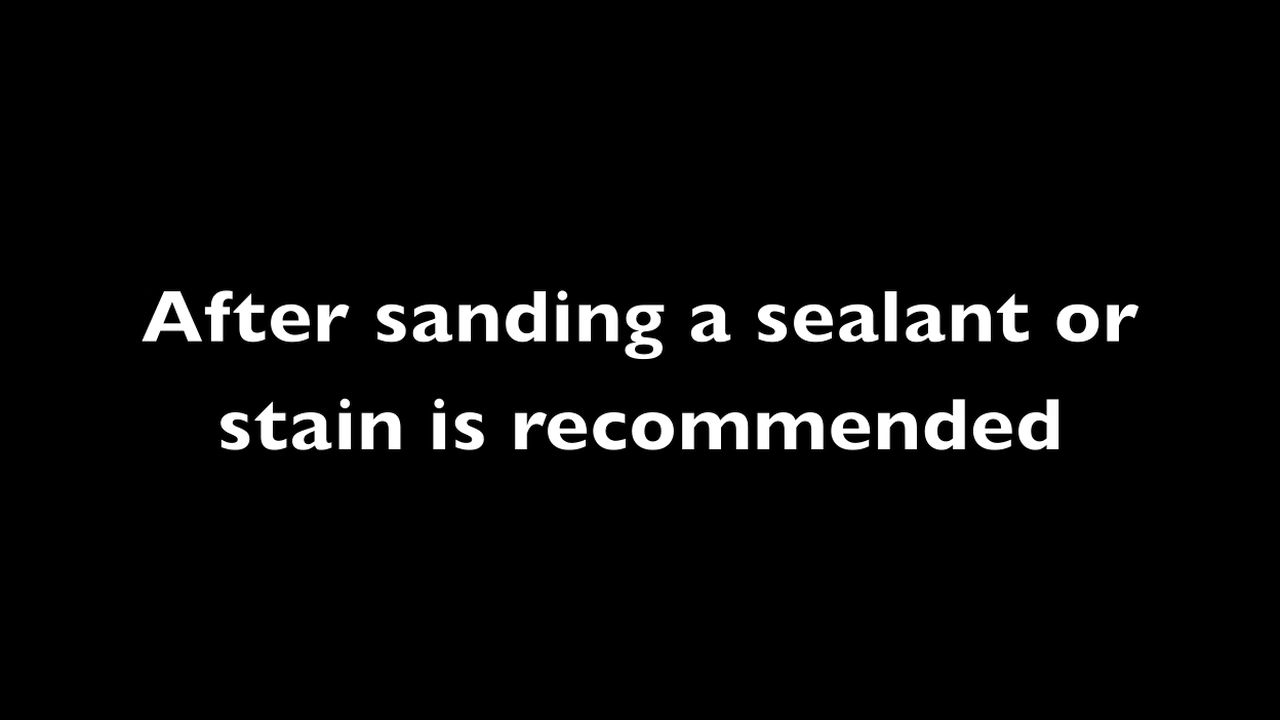 After sanding a sealant or
stain is recommended